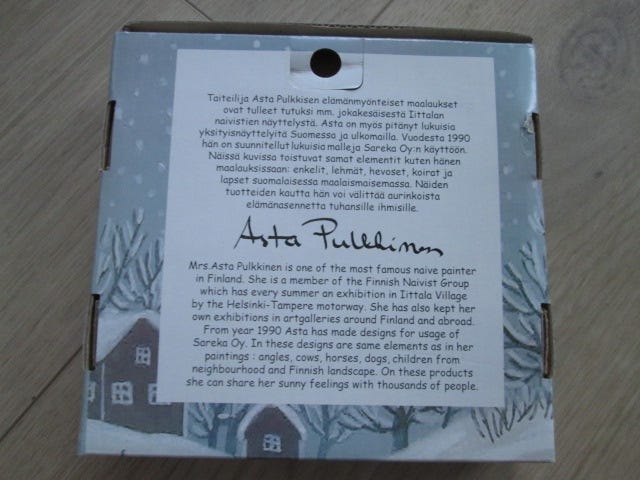 Taiteilija Asta Pulkkisen elämänmyönteiset maalaukset
ovat tulleet tutuksi mm. jokakesäisestä Iittalan
naivistien näyttelystä. Asta on myös pitänyt lukuisia
yksityisnäyttelyitä Suomessa ja ulkomailla. Vuodesta 1990
hän on suunnitellut lukuisia malleja Sareka Oy:n käyttöön.
Näissä kuvissa toistuvat samat elementit kuten hänen
maalauksissaan: enkelit, lehmät, hevoset, koirat ja
lapset suomalaisessa maalaismaisemassa. Näiden
tuotteiden kautta hän voi välittää aurinkoista
elämänasennetta tuhansille ihmisille.
Asta Pulkkinen
Mrs.Asta Pulkkinen is one of the most famous naive painter
in Finland. She is a member of the Finnish Naivist Group
which has every summer an exhibition in Iittala Village
by the Helsinki-Tampere motorway. She has also kept her
own exhibitions in artgalleries around Finland and abroad.
From year 1990 Asta has made designs for usage of
Sareka Oy. In these designs are same elements as in her
paintings : angles, cows, horses, dogs, children from
neighbourhood and Finnish landscape. On these products
she can share her sunny feelings with thousands of people.